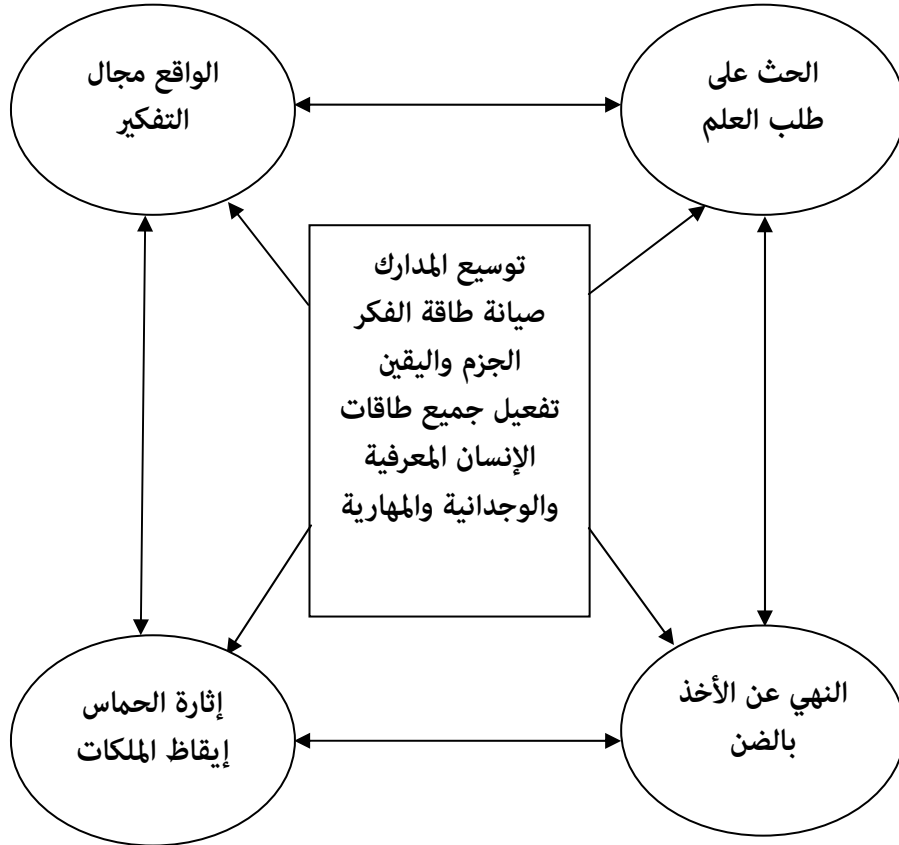 الحث على
طلب العلم
الواقع مجال
التفكير
توسيع المدارك
صيانة طاقة الفكر
الجزم واليقين
تفعيل جميع طاقات
الإنسان المعرفية
والوجدانية والمهارية
النهي عن الأخذ
بالضن
إثارة الحماس
إيقاظ الملكات